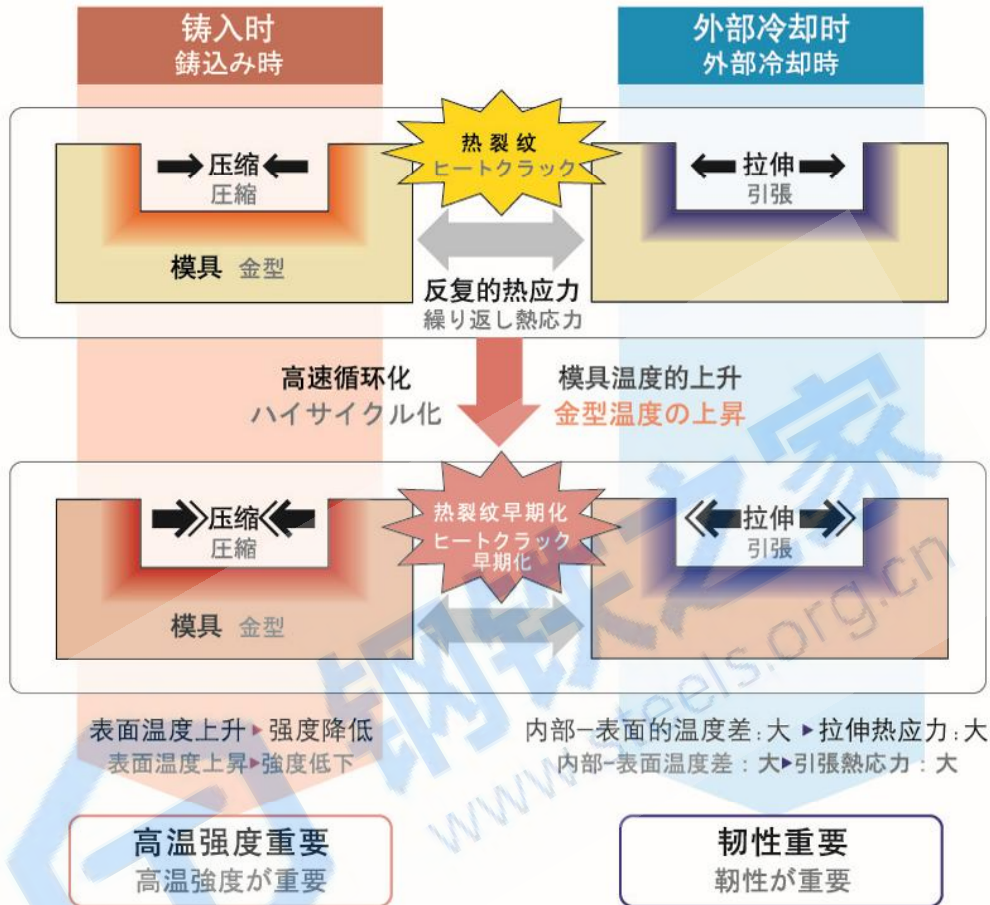 铸入时
鋳込み時
外部冷却时
外部冷却時
热裂纹
ヒートクラック
压缩
圧縮
拉伸
引張
模具 金型
反复的热应力
繰り返し熱応力
高速循环化
ハイサイクル化
模具温度的上升
金型温度の上昇
热裂纹早期化
ヒートクラック
早期化
压缩
圧縮
拉伸
引張
模具 金型
表面温度上升▶强度降低
表面温度上昇▶強度低下
内部–表面的温度差:大 ▶拉伸热应力:大
内部–表面温度差:大▶引張熱応力:大
高温强度重要
高温強度が重要
韧性重要
靭性が重要
钢铁之家
www.steels.org.cn